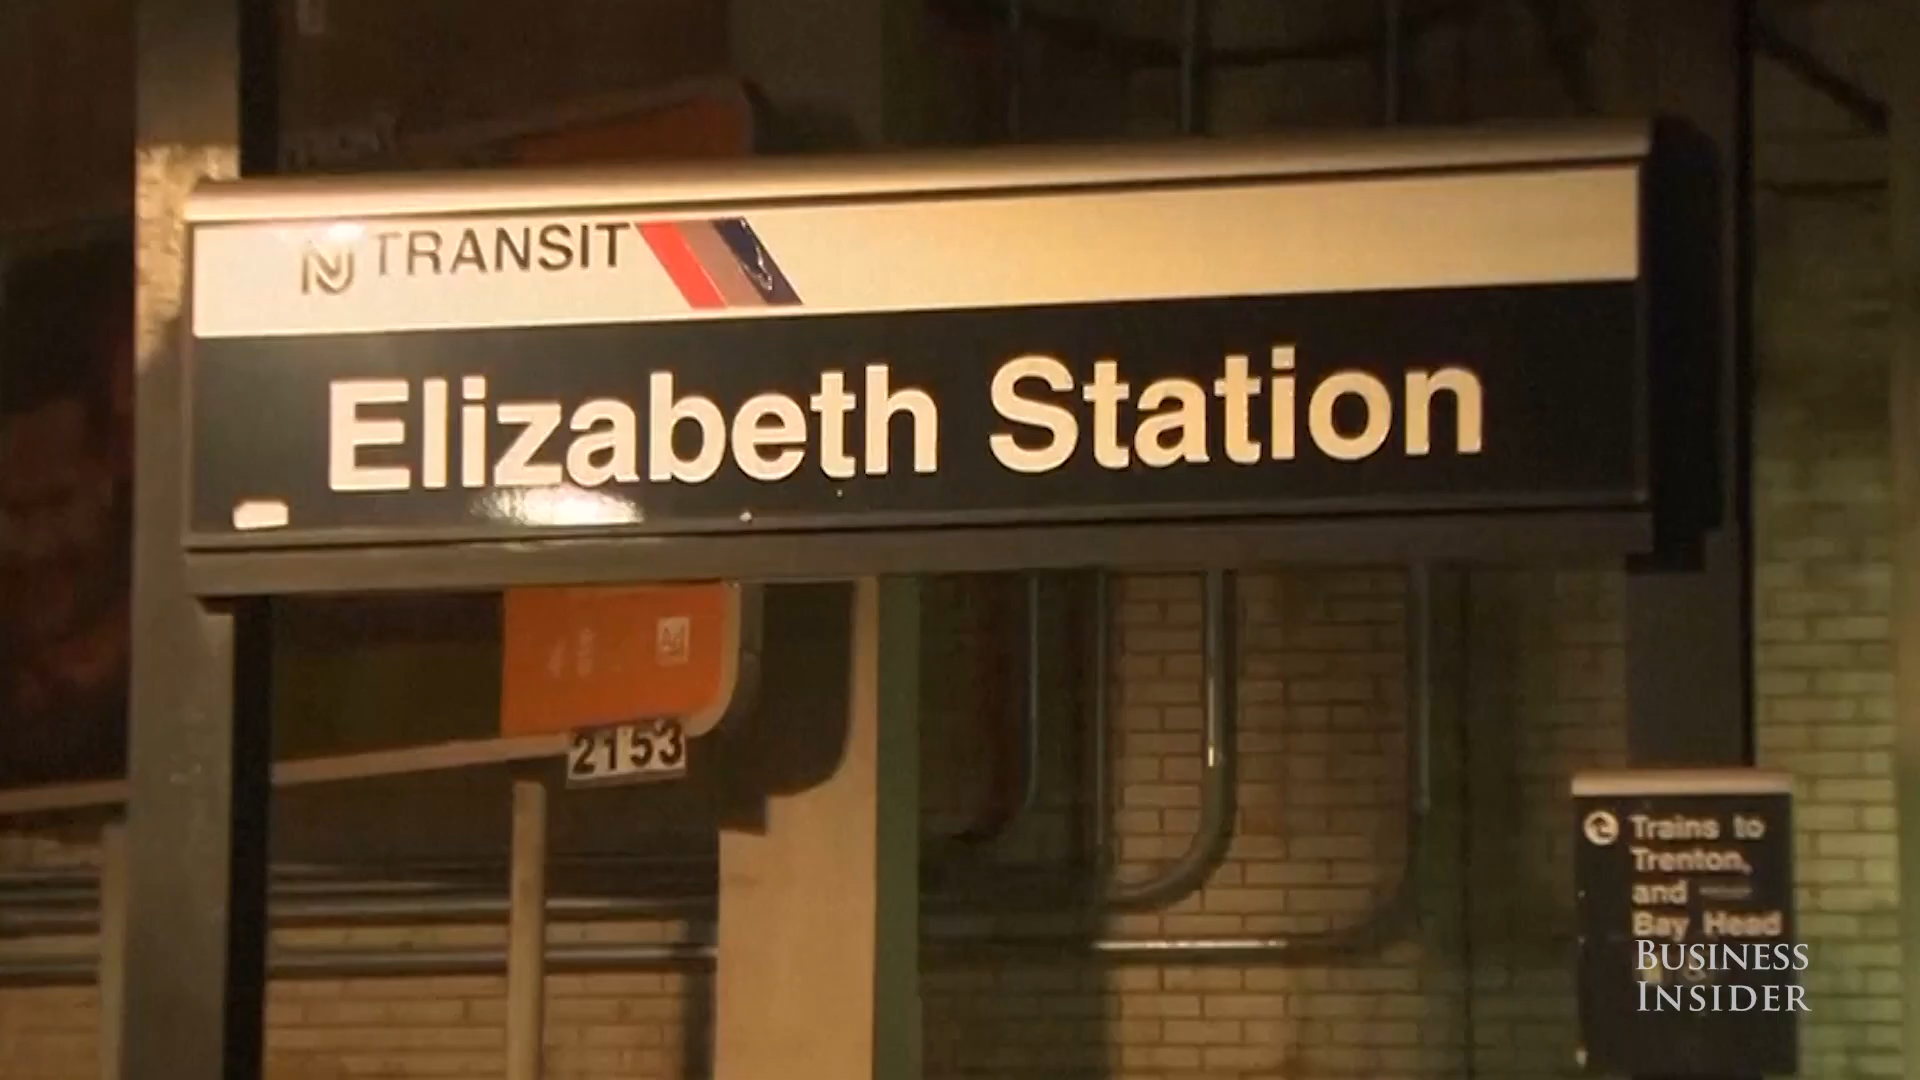 NJ TRANSIT
Elizabeth Station
2153
Trains to
Trenton,
and
Bay Head
BUSINESS
INSIDER